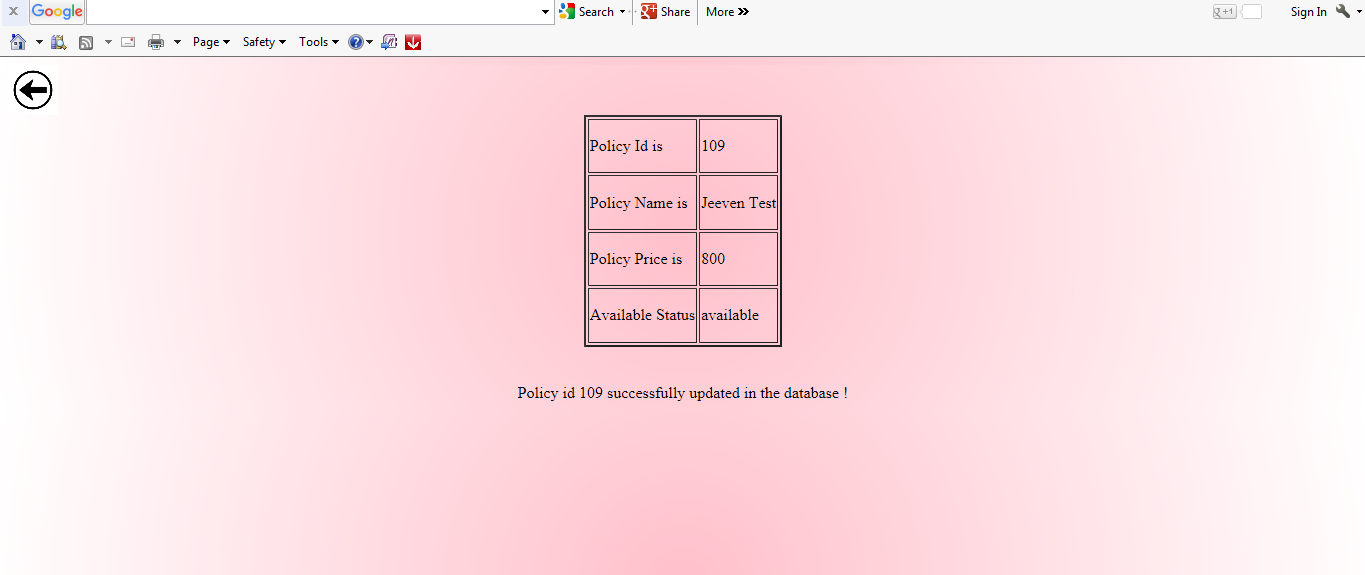 X Google Search Share More » g +1 Sign In
Page Safety Tools
Policy Id is 109
Policy Name is Jeeven Test
Policy Price is 800
Available Status available
Policy id 109 successfully updated in the database !